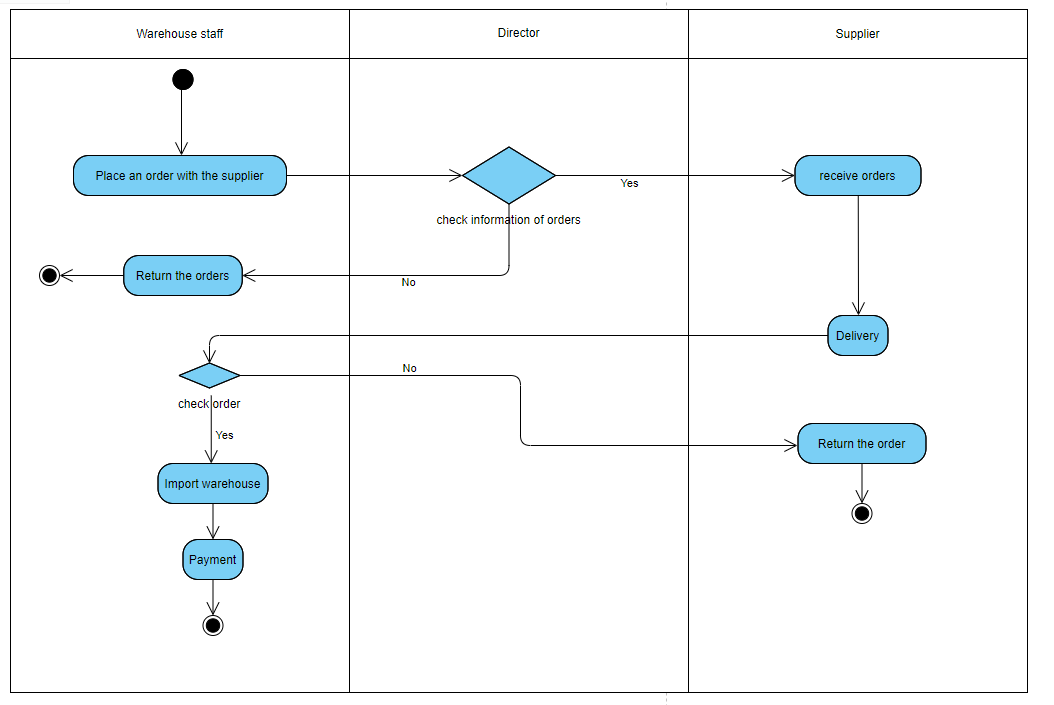 Warehouse staff
Director
Supplier
Place an order with the supplier
receive orders
Yes
check information of orders
Return the orders
No
Delivery
No
check order
Yes
Return the order
Import warehouse
Payment